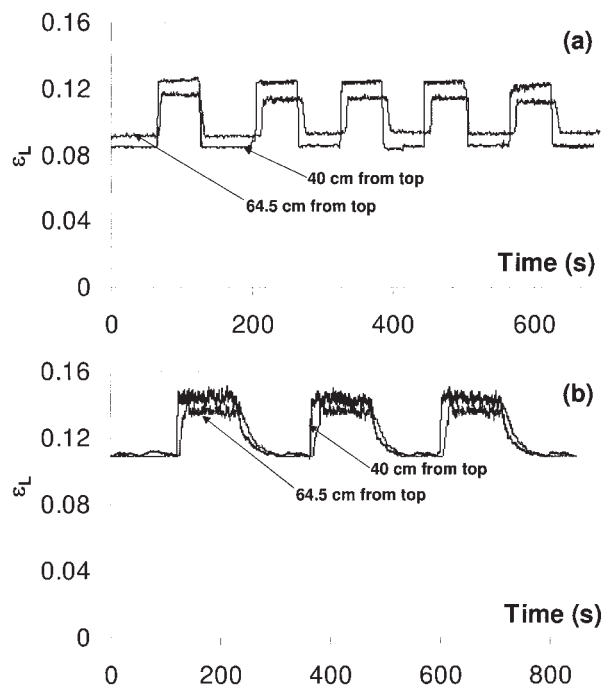 0.16
(a)
0.12
0.08
εL
40 cm from top
64.5 cm from top
0.04
Time (s)
0
0 200 400 600
0.16
(b)
0.12
40 cm from top
εL
64.5 cm from top
0.08
0.04
Time (s)
0
0 200 400 600 800